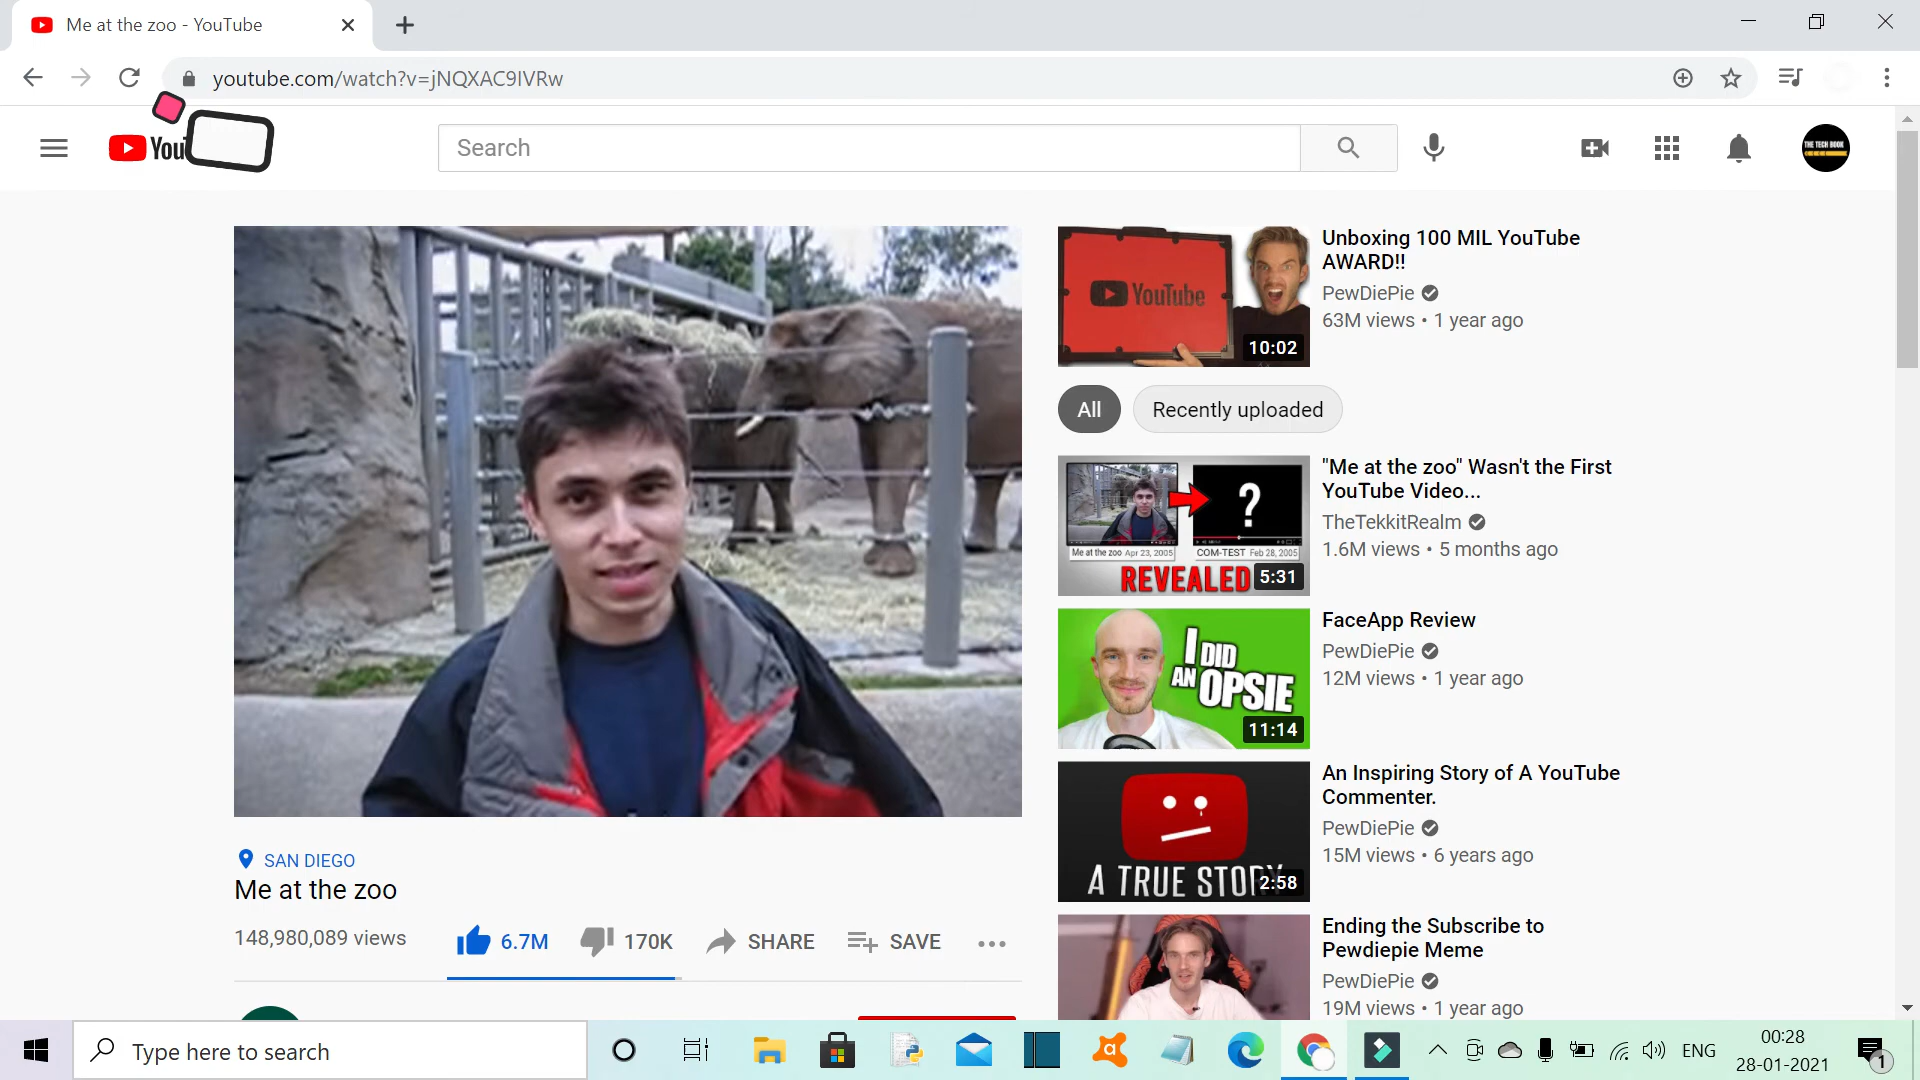 Me at the zoo - YouTube
youtube.com/watch?v=jNQXAC9IVRw
You
Search
THE TECH BOOK
YouTube
10:02
Unboxing 100 MIL YouTube
AWARD!!
PewDiePie
63M views • 1 year ago
All
Recently uploaded
?
Me at the zoo Apr 23, 2005
COM-TEST Feb 28, 2005
REVEALED
5:31
"Me at the zoo" Wasn't the First
YouTube Video...
TheTekkitRealm
1.6M views • 5 months ago
I DID
AN OPSIE
11:14
FaceApp Review
PewDiePie
12M views • 1 year ago
A TRUE STORY
2:58
An Inspiring Story of A YouTube
Commenter.
PewDiePie
15M views • 6 years ago
Ending the Subscribe to
Pewdiepie Meme
PewDiePie
19M views • 1 year ago
SAN DIEGO
Me at the zoo
148,980,089 views
6.7M
170K
SHARE
SAVE
Type here to search
ENG
00:28
28-01-2021
1